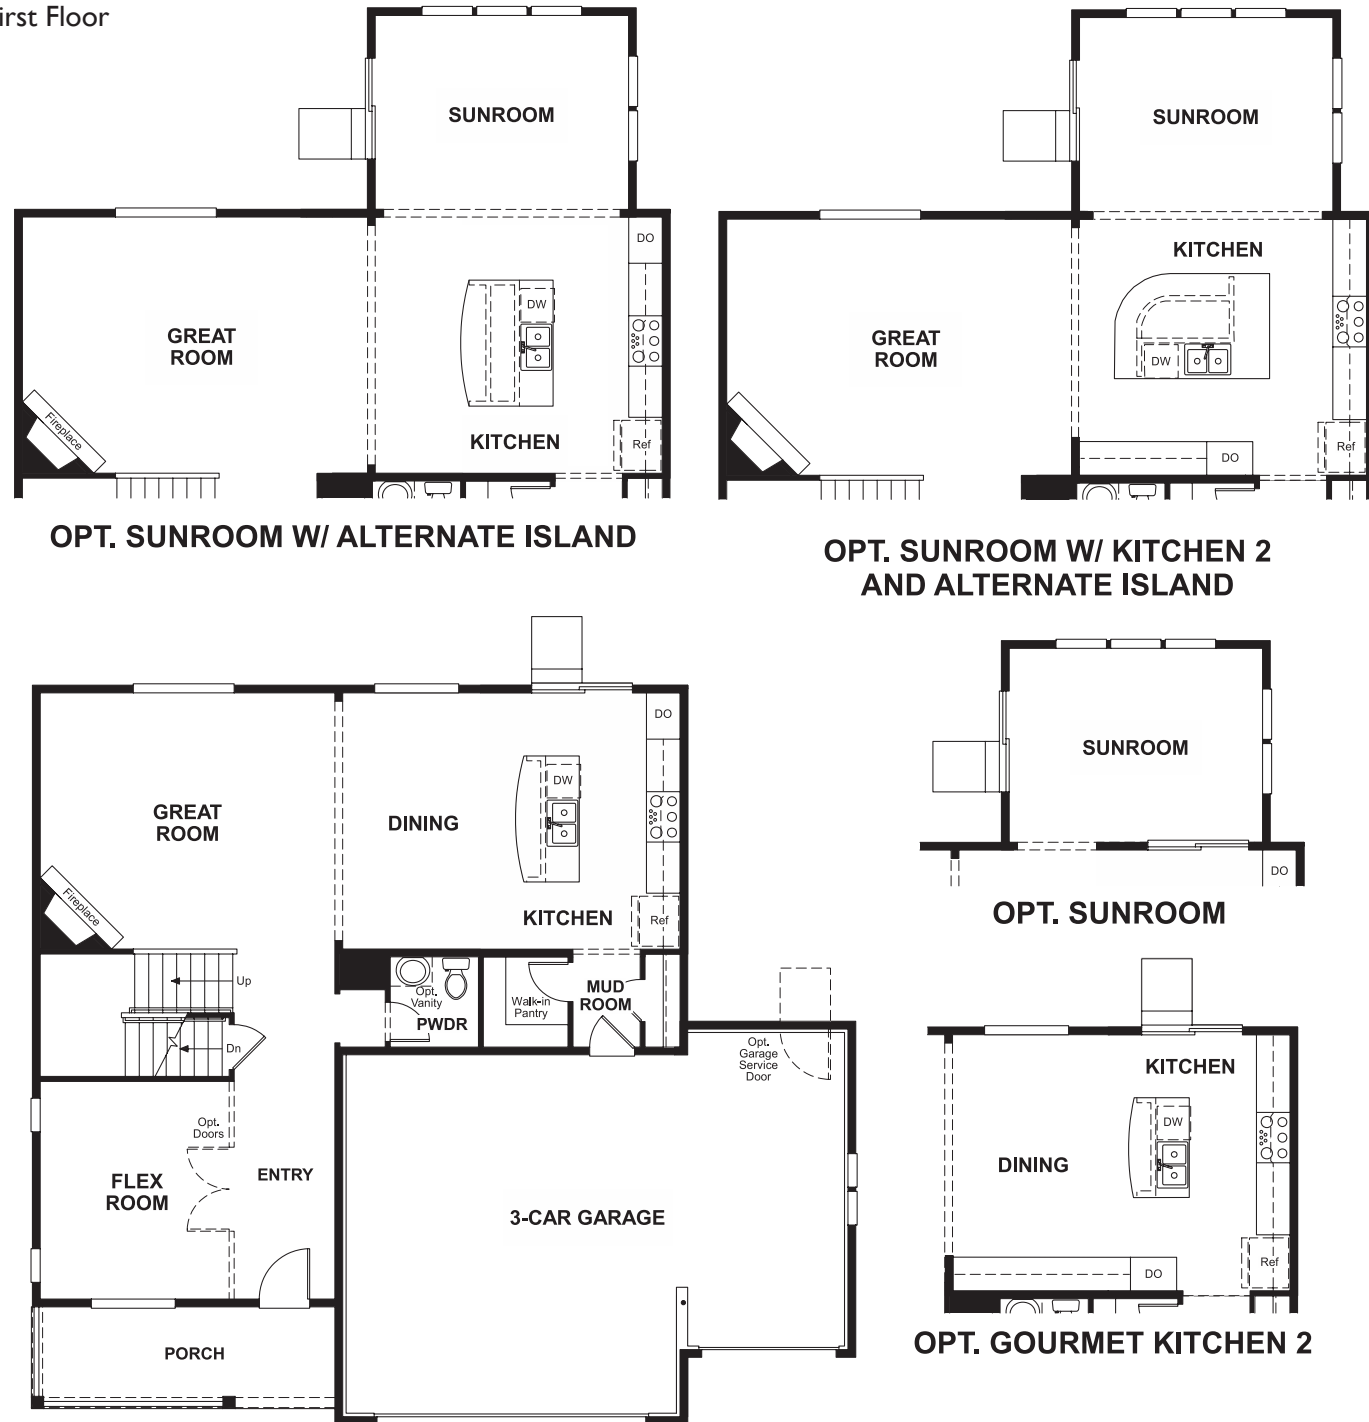 irst Floor
SUNROOM
DO
DW
GREAT
ROOM
Fireplace
KITCHEN
Ref
OPT. SUNROOM W/ ALTERNATE ISLAND
SUNROOM
KITCHEN
GREAT
ROOM
DW
DO
Ref
OPT. SUNROOM W/ KITCHEN 2
AND ALTERNATE ISLAND
DO
DW
GREAT
ROOM
DINING
Fireplace
KITCHEN
Ref
Up
Opt.
Vanity
PWDR
Walk-in
Pantry
MUD
ROOM
Dn
Opt.
Garage
Service
Door
Opt.
Doors
FLEX
ROOM
ENTRY
3-CAR GARAGE
PORCH
SUNROOM
DO
OPT. SUNROOM
KITCHEN
DW
DINING
Ref
DO
OPT. GOURMET KITCHEN 2